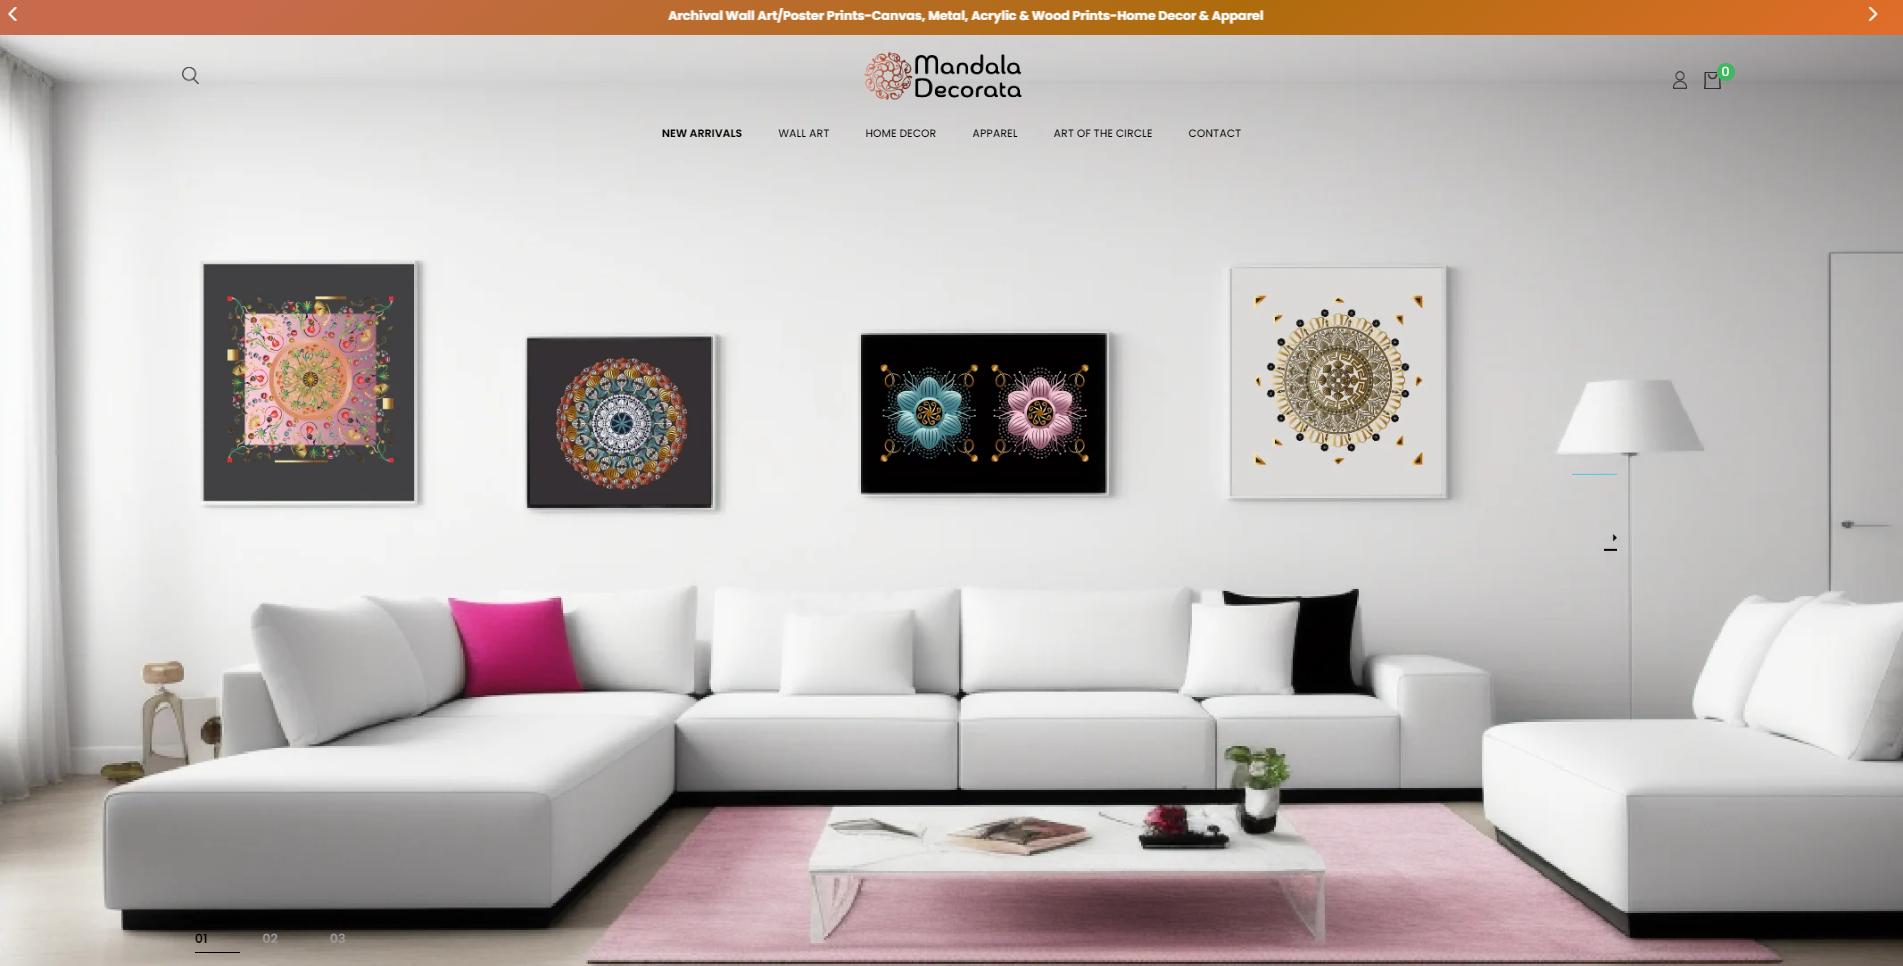 Archival Wall Art/Poster Prints-Canvas, Metal, Acrylic & Wood Prints-Home Decor & Apparel
Mandala
Decorata
0
NEW ARRIVALS WALL ART HOME DECOR APPAREL ART OF THE CIRCLE CONTACT
01 02 03